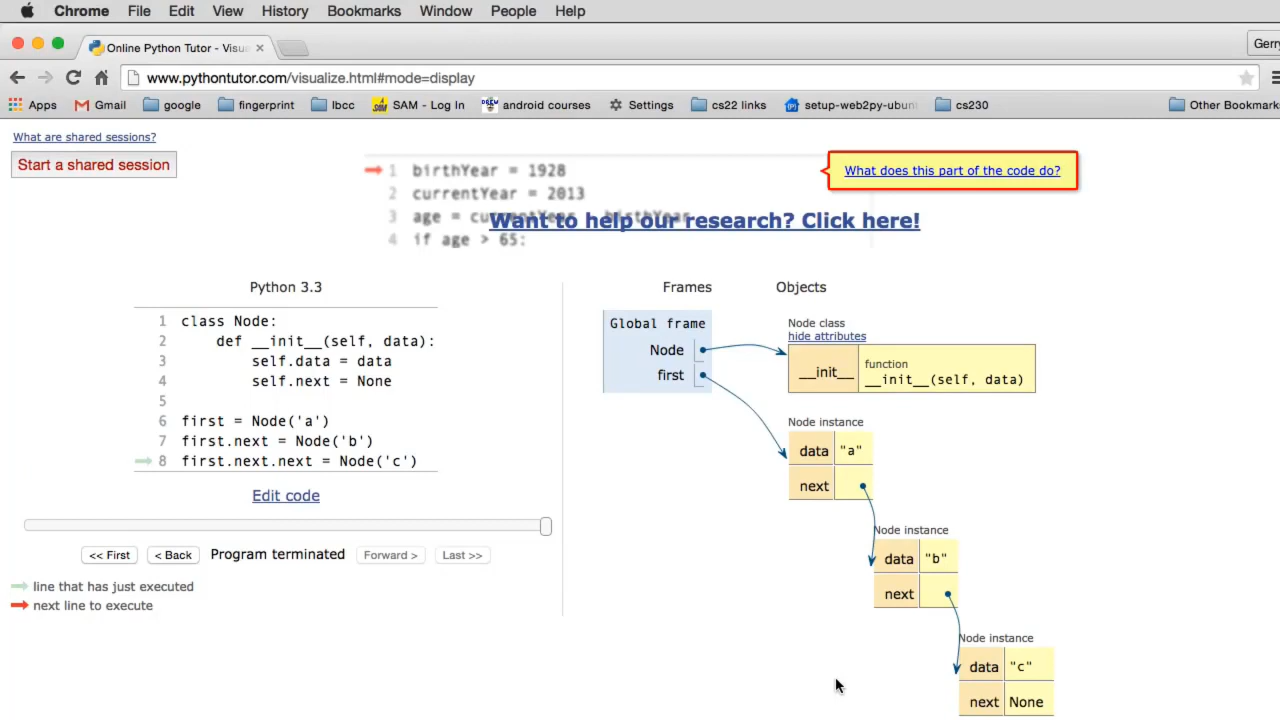 Chrome File Edit View History Bookmarks Window People Help
Online Python Tutor - Visu
Gerry
www.pythontutor.com/visualize.html#mode=display
Apps Gmail google fingerprint lbcc SAM - Log In android courses Settings cs22 links setup-web2py-ubun cs230 Other Bookmark
What are shared sessions?
Start a shared session
1 birthYear = 1928
What does this part of the code do?
2 currentYear = 2013
3 age = currentYear - birthYear
Want to help our research? Click here!
4 if age > 65:
Python 3.3
1 class Node:
2 def __init__(self, data):
3 self.data = data
4 self.next = None
5
6 first = Node('a')
7 first.next = Node('b')
8 first.next.next = Node('c')
Edit code
<< First < Back Program terminated Forward > Last >>
line that has just executed
next line to execute
Frames Objects
Global frame
Node
first
Node class
hide attributes
__init__ function
__init__(self, data)
Node instance
data "a"
next
Node instance
data "b"
next
Node instance
data "c"
next None